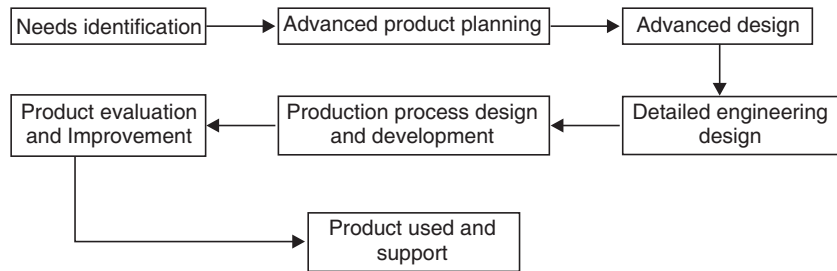 Needs identification
Advanced product planning
Advanced design
Detailed engineering
design
Production process design
and development
Product evaluation
and Improvement
Product used and
support